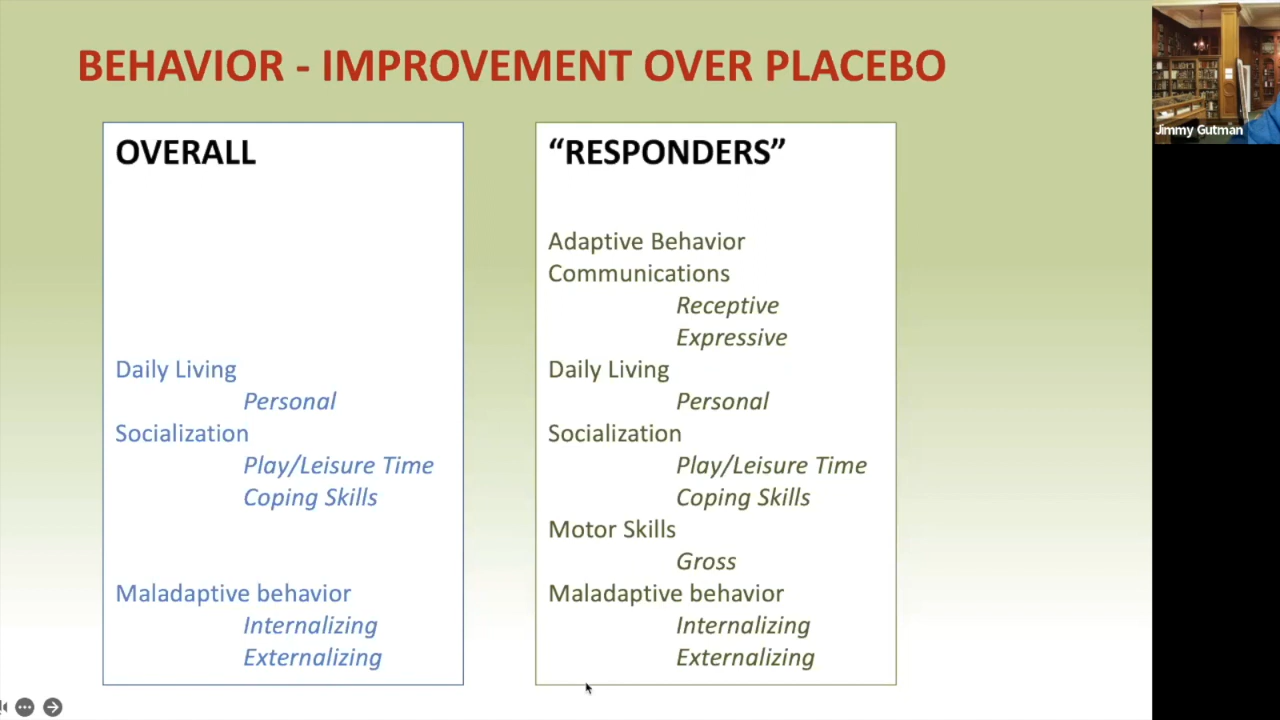 BEHAVIOR - IMPROVEMENT OVER PLACEBO
Jimmy Gutman
OVERALL
Daily Living
Personal
Socialization
Play/Leisure Time
Coping Skills
Maladaptive behavior
Internalizing
Externalizing
“RESPONDERS”
Adaptive Behavior
Communications
Receptive
Expressive
Daily Living
Personal
Socialization
Play/Leisure Time
Coping Skills
Motor Skills
Gross
Maladaptive behavior
Internalizing
Externalizing